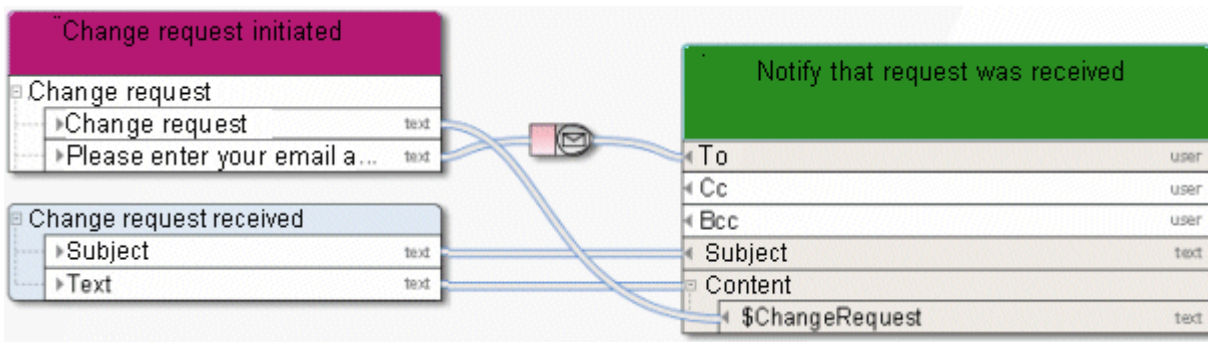 Change request initiated
Change request
Change request text
Please enter your email a... text
Change request received
Subject text
Text text
Notify that request was received
To user
Cc user
Bcc user
Subject text
Content
$ChangeRequest text